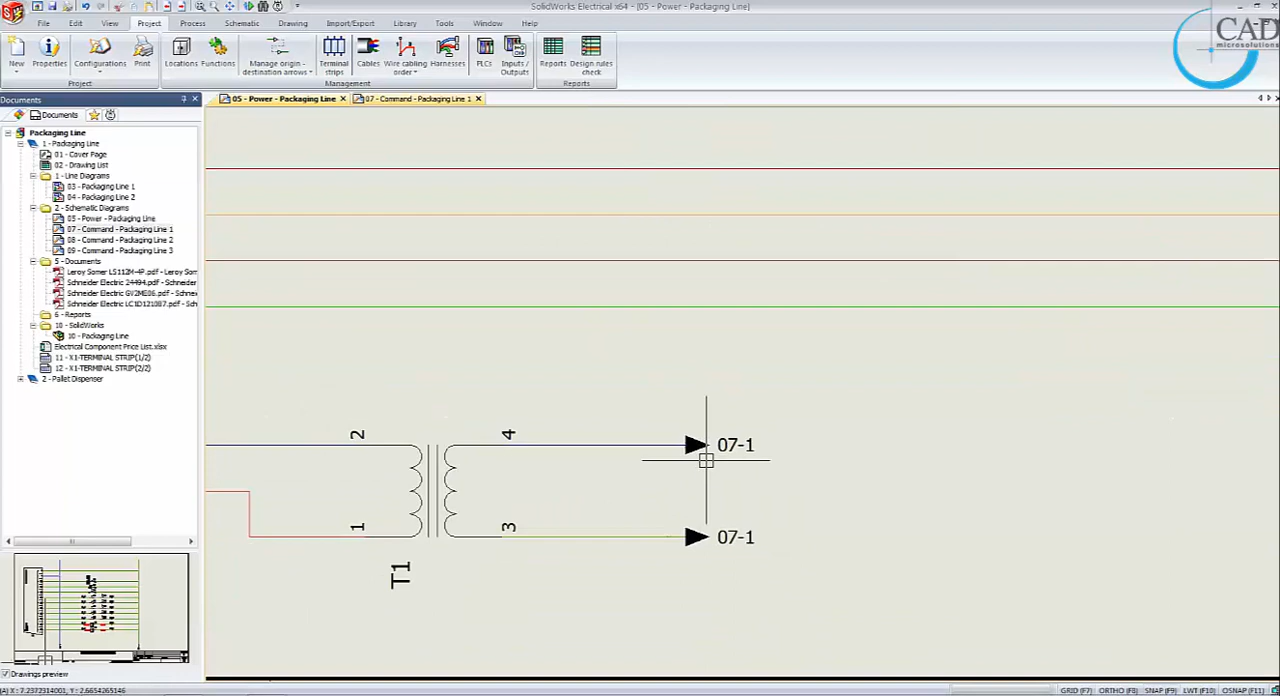 SolidWorks Electrical x64 - [05 - Power - Packaging Line]
File Edit View Project Process Schematic Drawing Import/Export Library Tools Window Help
New Properties Configurations Print Locations Functions Manage origin - destination arrows Terminal strips Cables Wire cabling order Harnesses PLCs Inputs / Outputs Reports Design rules check
Project Management Reports
CAD
microsolutions
Documents
05 - Power - Packaging Line
07 - Command - Packaging Line 1
Documents
Packaging Line
1 - Packaging Line
01 - Cover Page
02 - Drawing List
1 - Line Diagrams
03 - Packaging Line 1
04 - Packaging Line 2
2 - Schematic Diagrams
05 - Power - Packaging Line
07 - Command - Packaging Line 1
08 - Command - Packaging Line 2
09 - Command - Packaging Line 3
5 - Documents
Leroy Somer LS112M-4P.pdf - Leroy Som
Schneider Electric 24494.pdf - Schneider
Schneider Electric GV2ME06.pdf - Schne
Schneider Electric LC1D121087.pdf - Sch
6 - Reports
10 - SolidWorks
10 - Packaging Line
Electrical Component Price List.xlsx
11 - X1-TERMINAL STRIP(1/2)
12 - X1-TERMINAL STRIP(2/2)
2 - Pallet Dispenser
2 4 07-1
1 3 07-1
T1
Drawings preview
(A) X : 7.2372314001, Y : 2.6654265146
GRID (F7) ORTHO (F8) SNAP (F9) LWT (F10) OSNAP (F11)